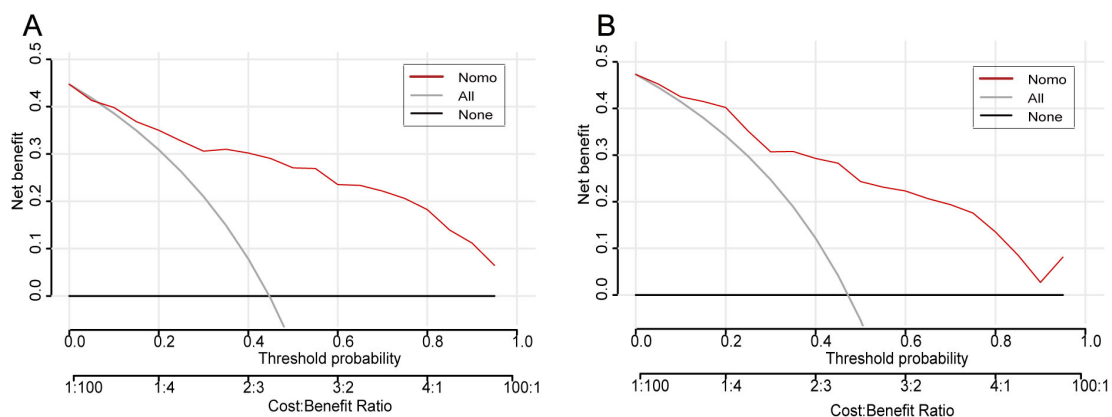 A
Net benefit
0.5
0.4
0.3
0.2
0.1
0.0
Nomo
All
None
0.0 0.2 0.4 0.6 0.8 1.0
Threshold probability
1:100 1:4 2:3 3:2 4:1 100:1
Cost:Benefit Ratio
B
Net benefit
0.5
0.4
0.3
0.2
0.1
0.0
Nomo
All
None
0.0 0.2 0.4 0.6 0.8 1.0
Threshold probability
1:100 1:4 2:3 3:2 4:1 100:1
Cost:Benefit Ratio